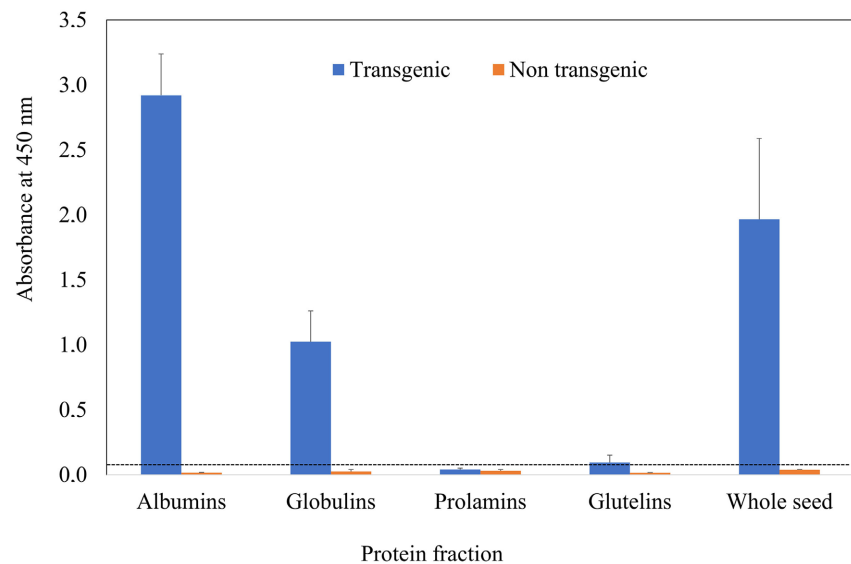 3.5
3.0
2.5
2.0
1.5
1.0
0.5
0.0
Absorbance at 450 nm
Transgenic Non transgenic
Albumins Globulins Prolamins Glutelins Whole seed
Protein fraction